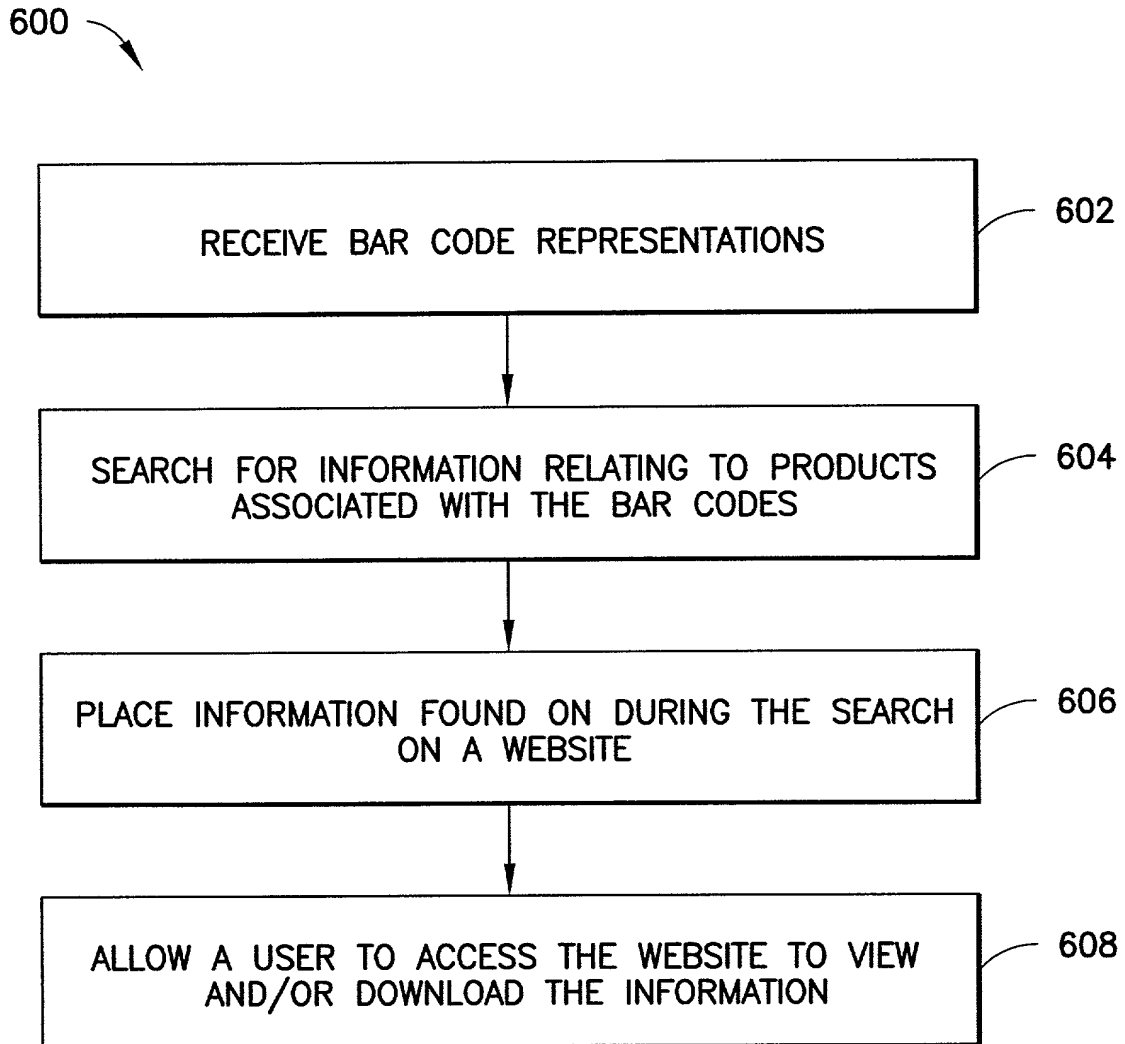 600
RECEIVE BAR CODE REPRESENTATIONS
602
SEARCH FOR INFORMATION RELATING TO PRODUCTS
ASSOCIATED WITH THE BAR CODES
604
PLACE INFORMATION FOUND ON DURING THE SEARCH
ON A WEBSITE
606
ALLOW A USER TO ACCESS THE WEBSITE TO VIEW
AND/OR DOWNLOAD THE INFORMATION
608